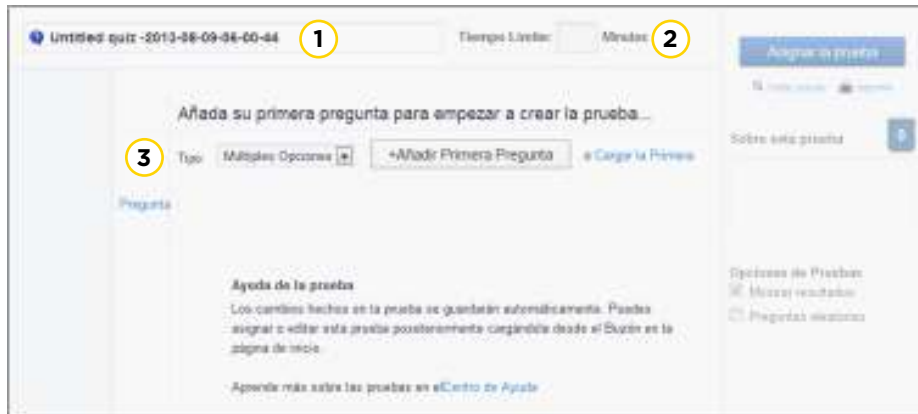 Untitled quiz -2013-08-09-06-00-44 1 Tiempo Límite: Minutos 2
Asignar la prueba
Añada su primera pregunta para empezar a crear la prueba...
Sobre esta prueba 0
3 Tipo Múltiples Opciones +Añadir Primera Pregunta o Cargar la Primera
Pregunta
Ayuda de la prueba
Los cambios hechos en la prueba se guardarán automáticamente. Puedes
asignar o editar esta prueba posteriormente cargándola desde el Buzón en la
página de inicio.
Aprende más sobre las pruebas en elCentro de Ayuda
Opciones de Pruebas
Mostrar resultados
Preguntas aleatorias